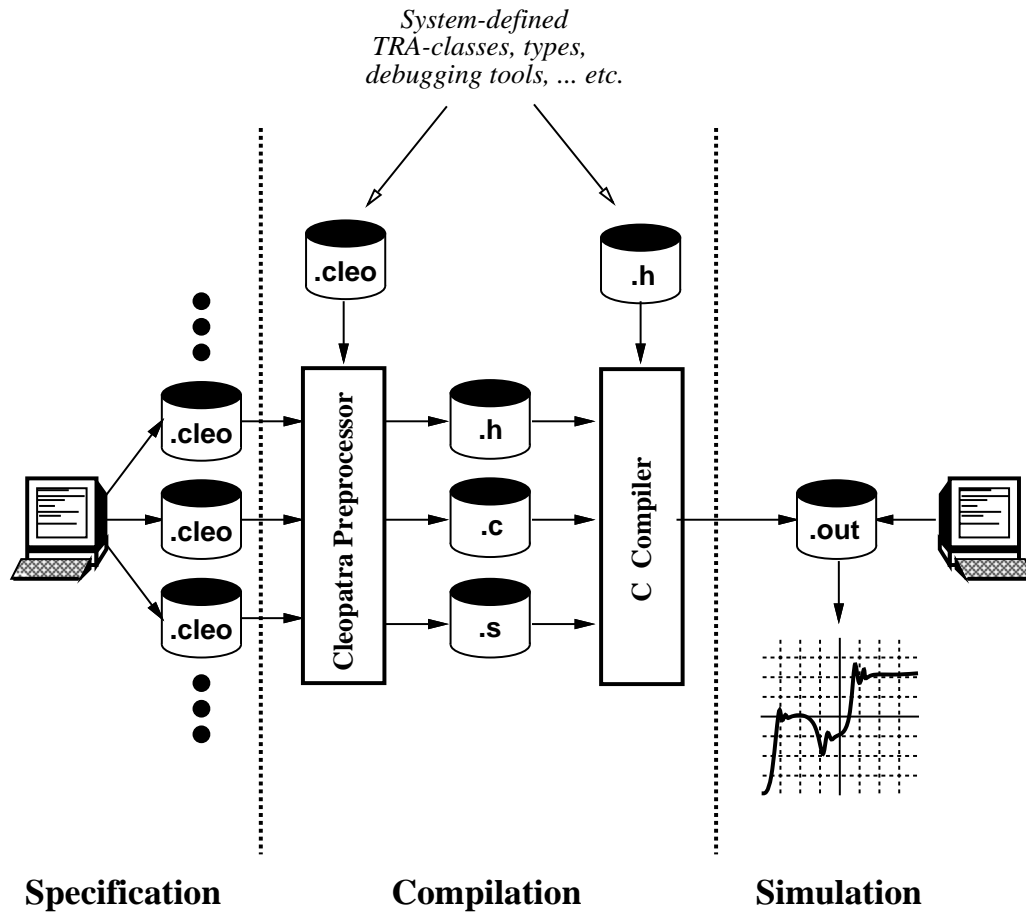 System-defined
TRA-classes, types,
debugging tools, ... etc.
.cleo
.h
.cleo
.cleo
.cleo
Cleopatra Preprocessor
.h
.c
.s
C Compiler
.out
Specification
Compilation
Simulation